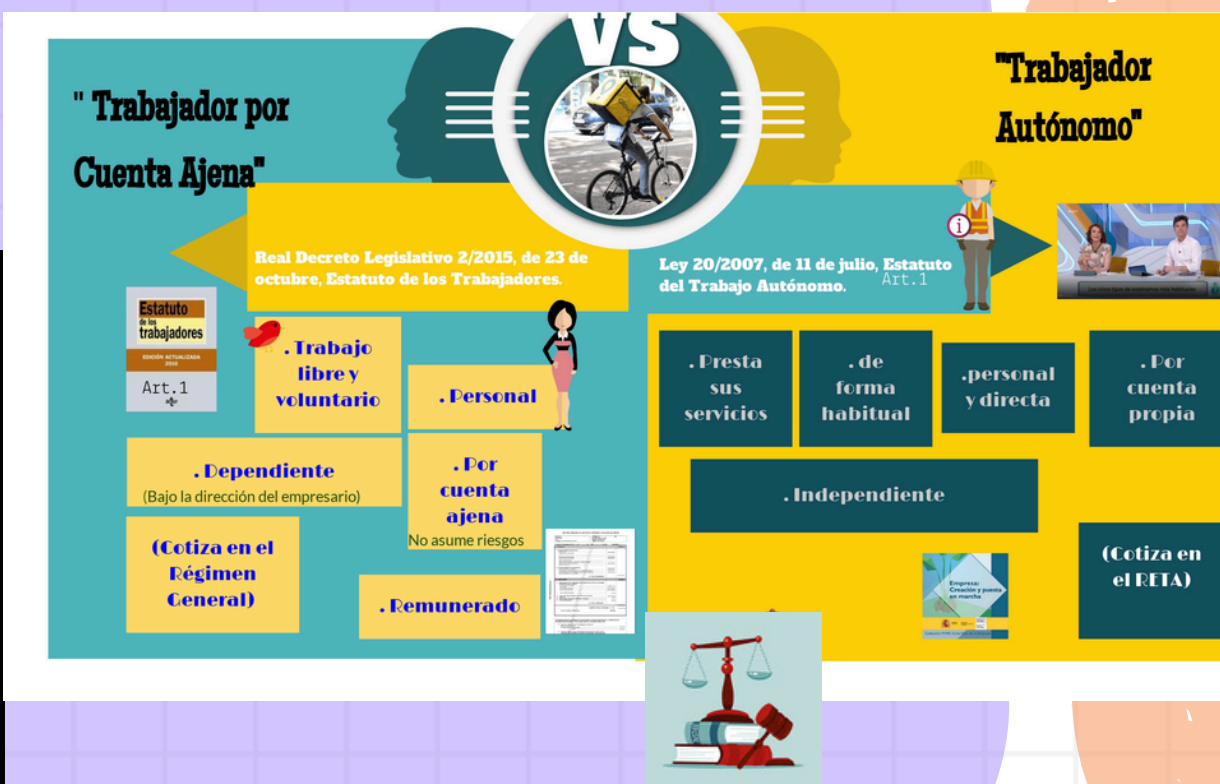 VS
" Trabajador por
Cuenta Ajena"
"Trabajador
Autónomo"
Real Decreto Legislativo 2/2015, de 23 de
octubre, Estatuto de los Trabajadores.
Estatuto
de los
trabajadores
EDICIÓN ACTUALIZADA
Art.1
. Trabajo
libre y
voluntario
. Personal
. Dependiente
(Bajo la dirección del empresario)
. Por
cuenta
ajena
No asume riesgos
(Cotiza en el
Régimen
General)
. Remunerado
Ley 20/2007, de 11 de julio, Estatuto
del Trabajo Autónomo.
Art.1
i
. Presta
sus
servicios
. de
forma
habitual
.personal
y directa
. Por
cuenta
propia
. Independiente
Empresa:
Creación y puesta
en marcha
(Cotiza en
el RETA)